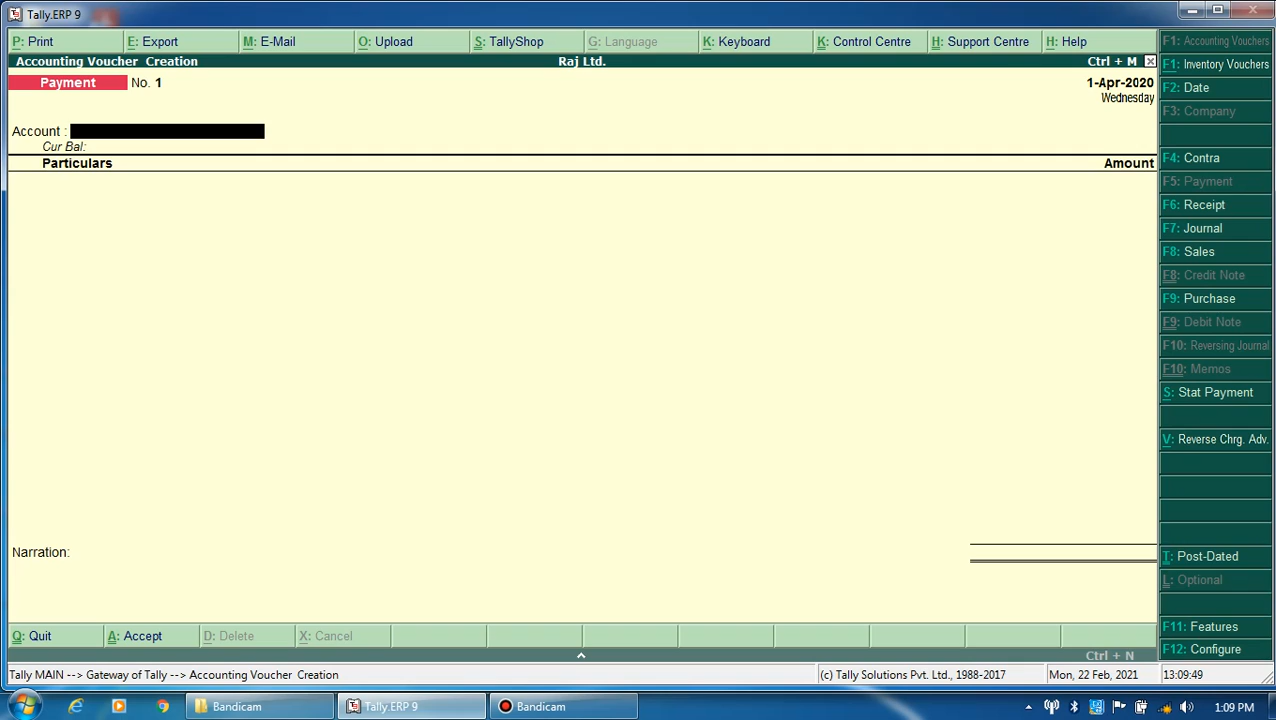 Tally.ERP 9
P: Print
E: Export
M: E-Mail
O: Upload
S: TallyShop
G: Language
K: Keyboard
K: Control Centre
H: Support Centre
H: Help
F1: Accounting Vouchers
Accounting Voucher Creation
Raj Ltd.
Ctrl + M
F1: Inventory Vouchers
Payment
No. 1
1-Apr-2020
F2: Date
Wednesday
F3: Company
Account :
Cur Bal:
Particulars
Amount
F4: Contra
F5: Payment
F6: Receipt
F7: Journal
F8: Sales
F8: Credit Note
F9: Purchase
F9: Debit Note
F10: Reversing Journal
F10: Memos
S: Stat Payment
V: Reverse Chrg. Adv.
Narration:
T: Post-Dated
L: Optional
F11: Features
F12: Configure
Q: Quit
A: Accept
D: Delete
X: Cancel
Ctrl + N
Tally MAIN --> Gateway of Tally --> Accounting Voucher Creation
(c) Tally Solutions Pvt. Ltd., 1988-2017
Mon, 22 Feb, 2021
13:09:49
Bandicam
Tally.ERP 9
Bandicam
1:09 PM